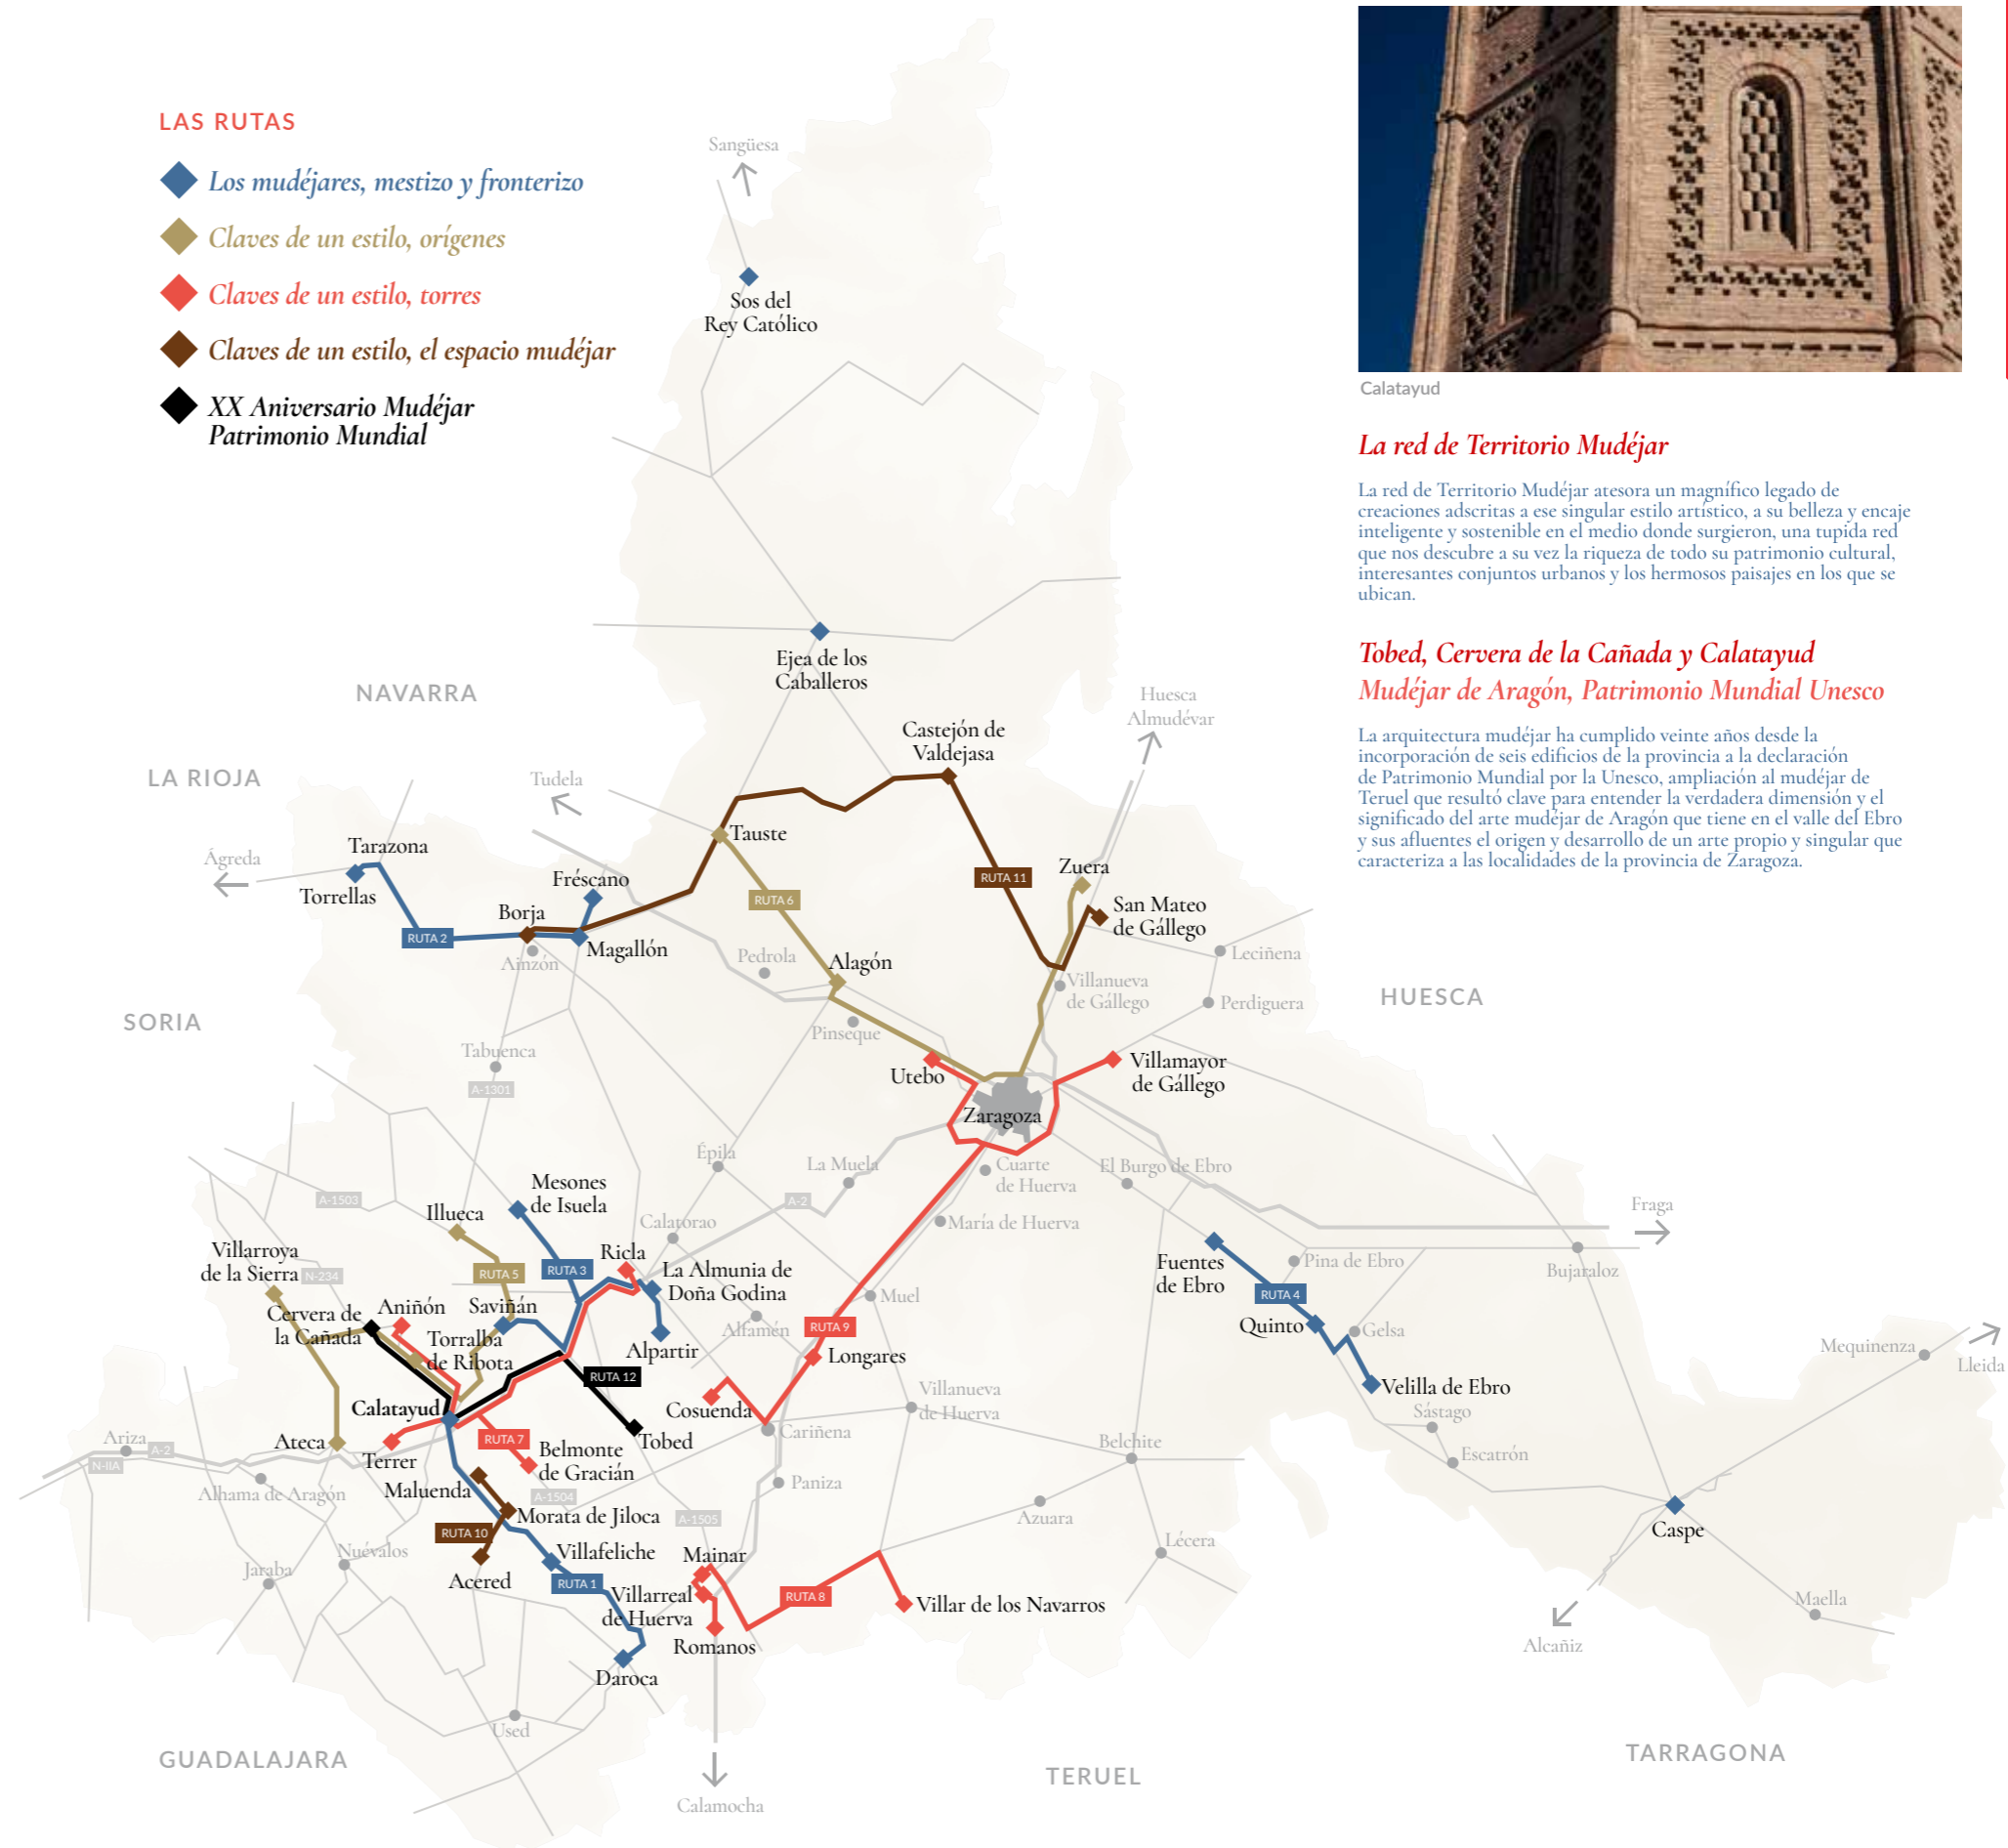 LAS RUTAS
Los mudéjares, mestizo y fronterizo
Claves de un estilo, orígenes
Claves de un estilo, torres
Claves de un estilo, el espacio mudéjar
XX Aniversario Mudéjar
Patrimonio Mundial
Calatayud
La red de Territorio Mudéjar
La red de Territorio Mudéjar atesora un magnífico legado de
creaciones adscritas a ese singular estilo artístico, a su belleza y encaje
inteligente y sostenible en el medio donde surgieron, una tupida red
que nos descubre a su vez la riqueza de todo su patrimonio cultural,
interesantes conjuntos urbanos y los hermosos paisajes en los que se
ubican.
Tobed, Cervera de la Cañada y Calatayud
Mudéjar de Aragón, Patrimonio Mundial Unesco
La arquitectura mudéjar ha cumplido veinte años desde la
incorporación de seis edificios de la provincia a la declaración
de Patrimonio Mundial por la Unesco, ampliación al mudéjar de
Teruel que resultó clave para entender la verdadera dimensión y el
significado del arte mudéjar de Aragón que tiene en el valle del Ebro
y sus afluentes el origen y desarrollo de un arte propio y singular que
caracteriza a las localidades de la provincia de Zaragoza.
Sangüesa
Sos del
Rey Católico
Ejea de los
Caballeros
NAVARRA
Huesca
Almudévar
Castejón de
Valdejasa
LA RIOJA
Tudela
Tauste
Tarazona
Ágreda
Torrellas
Fréscano
Zuera
RUTA 11
RUTA 6
San Mateo
de Gállego
Borja
RUTA 2
Magallón
Ainzón
Pedrola
Alagón
Leciñena
Villanueva
de Gállego
Perdiguera
HUESCA
SORIA
Pinseque
Tabuenca
A-1301
Utebo
Villamayor
de Gállego
Zaragoza
Épila
La Muela
Cuarte
de Huerva
El Burgo de Ebro
Mesones
de Isuela
A-1503
A-2
Illueca
Calatorao
María de Huerva
Fraga
Villarroya
de la Sierra
N-234
Ricla
RUTA 5
RUTA 3
La Almunia de
Doña Godina
Fuentes
de Ebro
Pina de Ebro
Bujaraloz
RUTA 4
Muel
Cervera de
la Cañada
Aniñón
Saviñán
Alfamén
RUTA 9
Quinto
Gelsa
Torralba
de Ribota
Alpartir
Longares
Mequinenza
Lleida
RUTA 12
Velilla de Ebro
Calatayud
Cosuenda
Villanueva
de Huerva
Sástago
Ariza
A-2
N-IIA
Ateca
Terrer
RUTA 7
Tobed
Cariñena
Belchite
Escatrón
Belmonte
de Gracián
Maluenda
Alhama de Aragón
A-1504
Paniza
Morata de Jiloca
A-1505
Azuara
Caspe
RUTA 10
Nuévalos
Villafeliche
Mainar
Lécera
Jaraba
Acered
RUTA 1
Villarreal
de Huerva
RUTA 8
Villar de los Navarros
Maella
Romanos
Alcañiz
Daroca
Used
GUADALAJARA
TERUEL
TARRAGONA
Calamocha